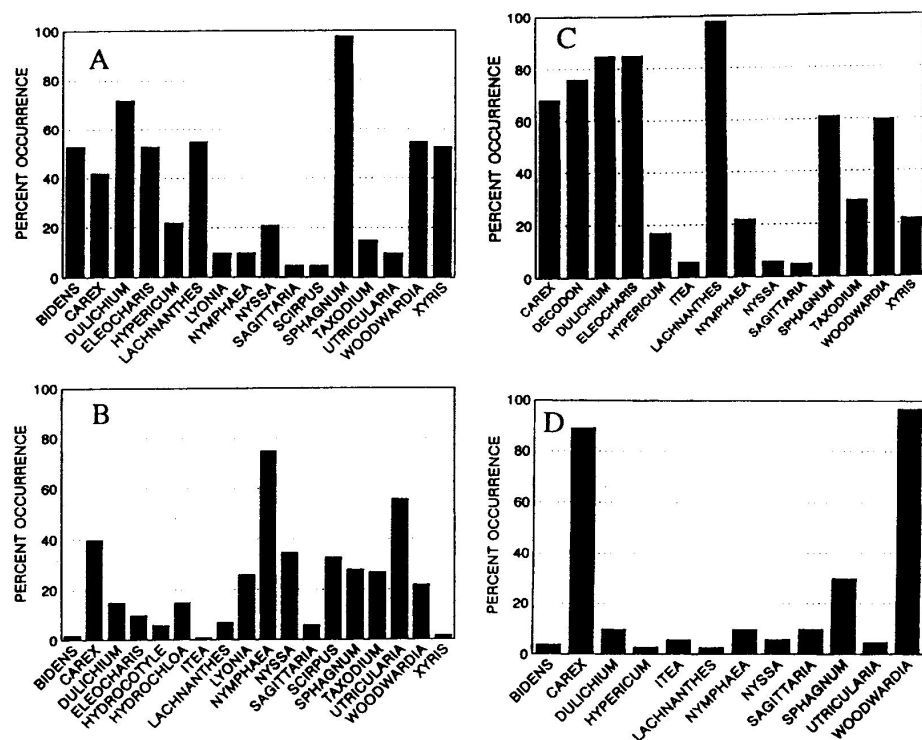 A
PERCENT OCCURRENCE
100
80
60
40
20
0
BIDENS
CAREX
DULICHIUM
ELEOCHARIS
HYPERICUM
LACHNANTHES
LYONIA
NYMPHAEA
NYSSA
SAGITTARIA
SCIRPUS
SPHAGNUM
TAXODIUM
UTRICULARIA
WOODWARDIA
XYRIS
C
PERCENT OCCURRENCE
100
80
60
40
20
0
CAREX
DECODON
DULICHIUM
ELEOCHARIS
HYPERICUM
ITEA
LACHNANTHES
NYMPHAEA
NYSSA
SAGITTARIA
SPHAGNUM
TAXODIUM
WOODWARDIA
XYRIS
B
PERCENT OCCURRENCE
100
80
60
40
20
0
BIDENS
CAREX
DULICHIUM
ELEOCHARIS
HYDROCOTYLE
HYDROCHLOA
ITEA
LACHNANTHES
LYONIA
NYMPHAEA
NYSSA
SAGITTARIA
SCIRPUS
SPHAGNUM
TAXODIUM
UTRICULARIA
WOODWARDIA
XYRIS
D
PERCENT OCCURRENCE
100
80
60
40
20
0
BIDENS
CAREX
DULICHIUM
HYPERICUM
ITEA
LACHNANTHES
NYMPHAEA
NYSSA
SAGITTARIA
SPHAGNUM
UTRICULARIA
WOODWARDIA